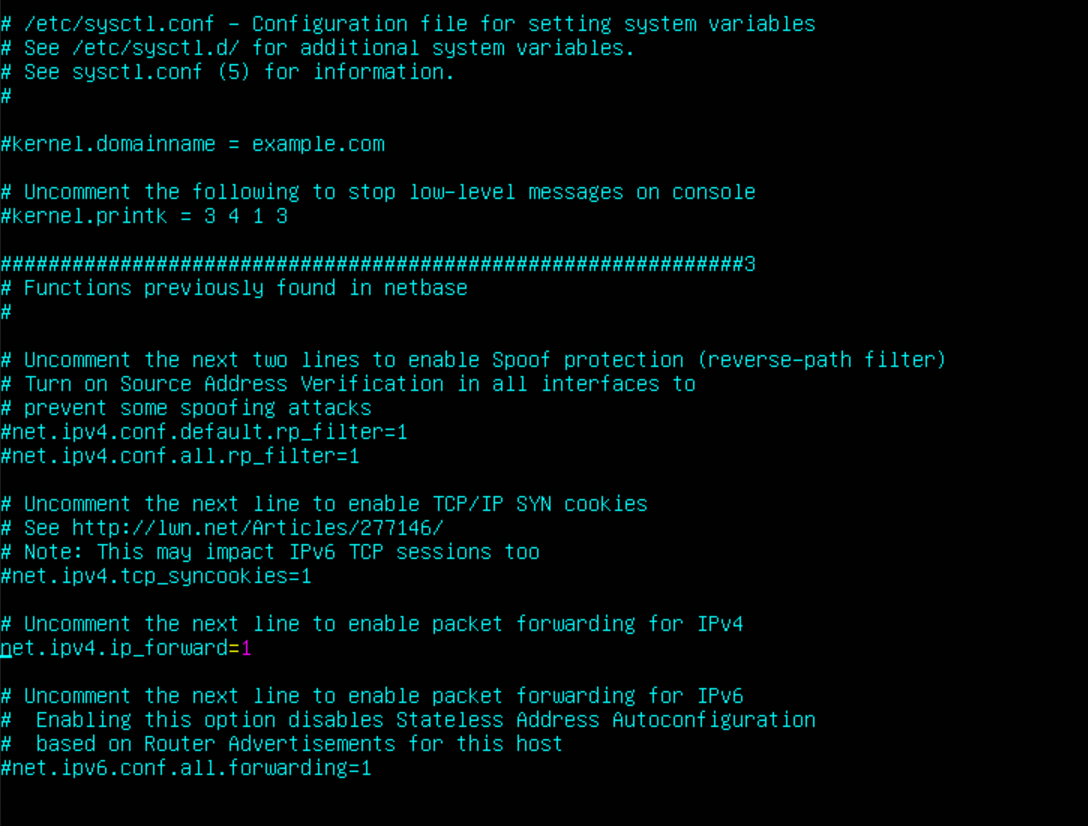 # /etc/sysctl.conf - Configuration file for setting system variables
# See /etc/sysctl.d/ for additional system variables.
# See sysctl.conf (5) for information.
#
#kernel.domainname = example.com
# Uncomment the following to stop low-level messages on console
#kernel.printk = 3 4 1 3
##############################################################3
# Functions previously found in netbase
#
# Uncomment the next two lines to enable Spoof protection (reverse-path filter)
# Turn on Source Address Verification in all interfaces to
# prevent some spoofing attacks
#net.ipv4.conf.default.rp_filter=1
#net.ipv4.conf.all.rp_filter=1
# Uncomment the next line to enable TCP/IP SYN cookies
# See http://lwn.net/Articles/277146/
# Note: This may impact IPv6 TCP sessions too
#net.ipv4.tcp_syncookies=1
# Uncomment the next line to enable packet forwarding for IPv4
net.ipv4.ip_forward=1
# Uncomment the next line to enable packet forwarding for IPv6
#  Enabling this option disables Stateless Address Autoconfiguration
#  based on Router Advertisements for this host
#net.ipv6.conf.all.forwarding=1